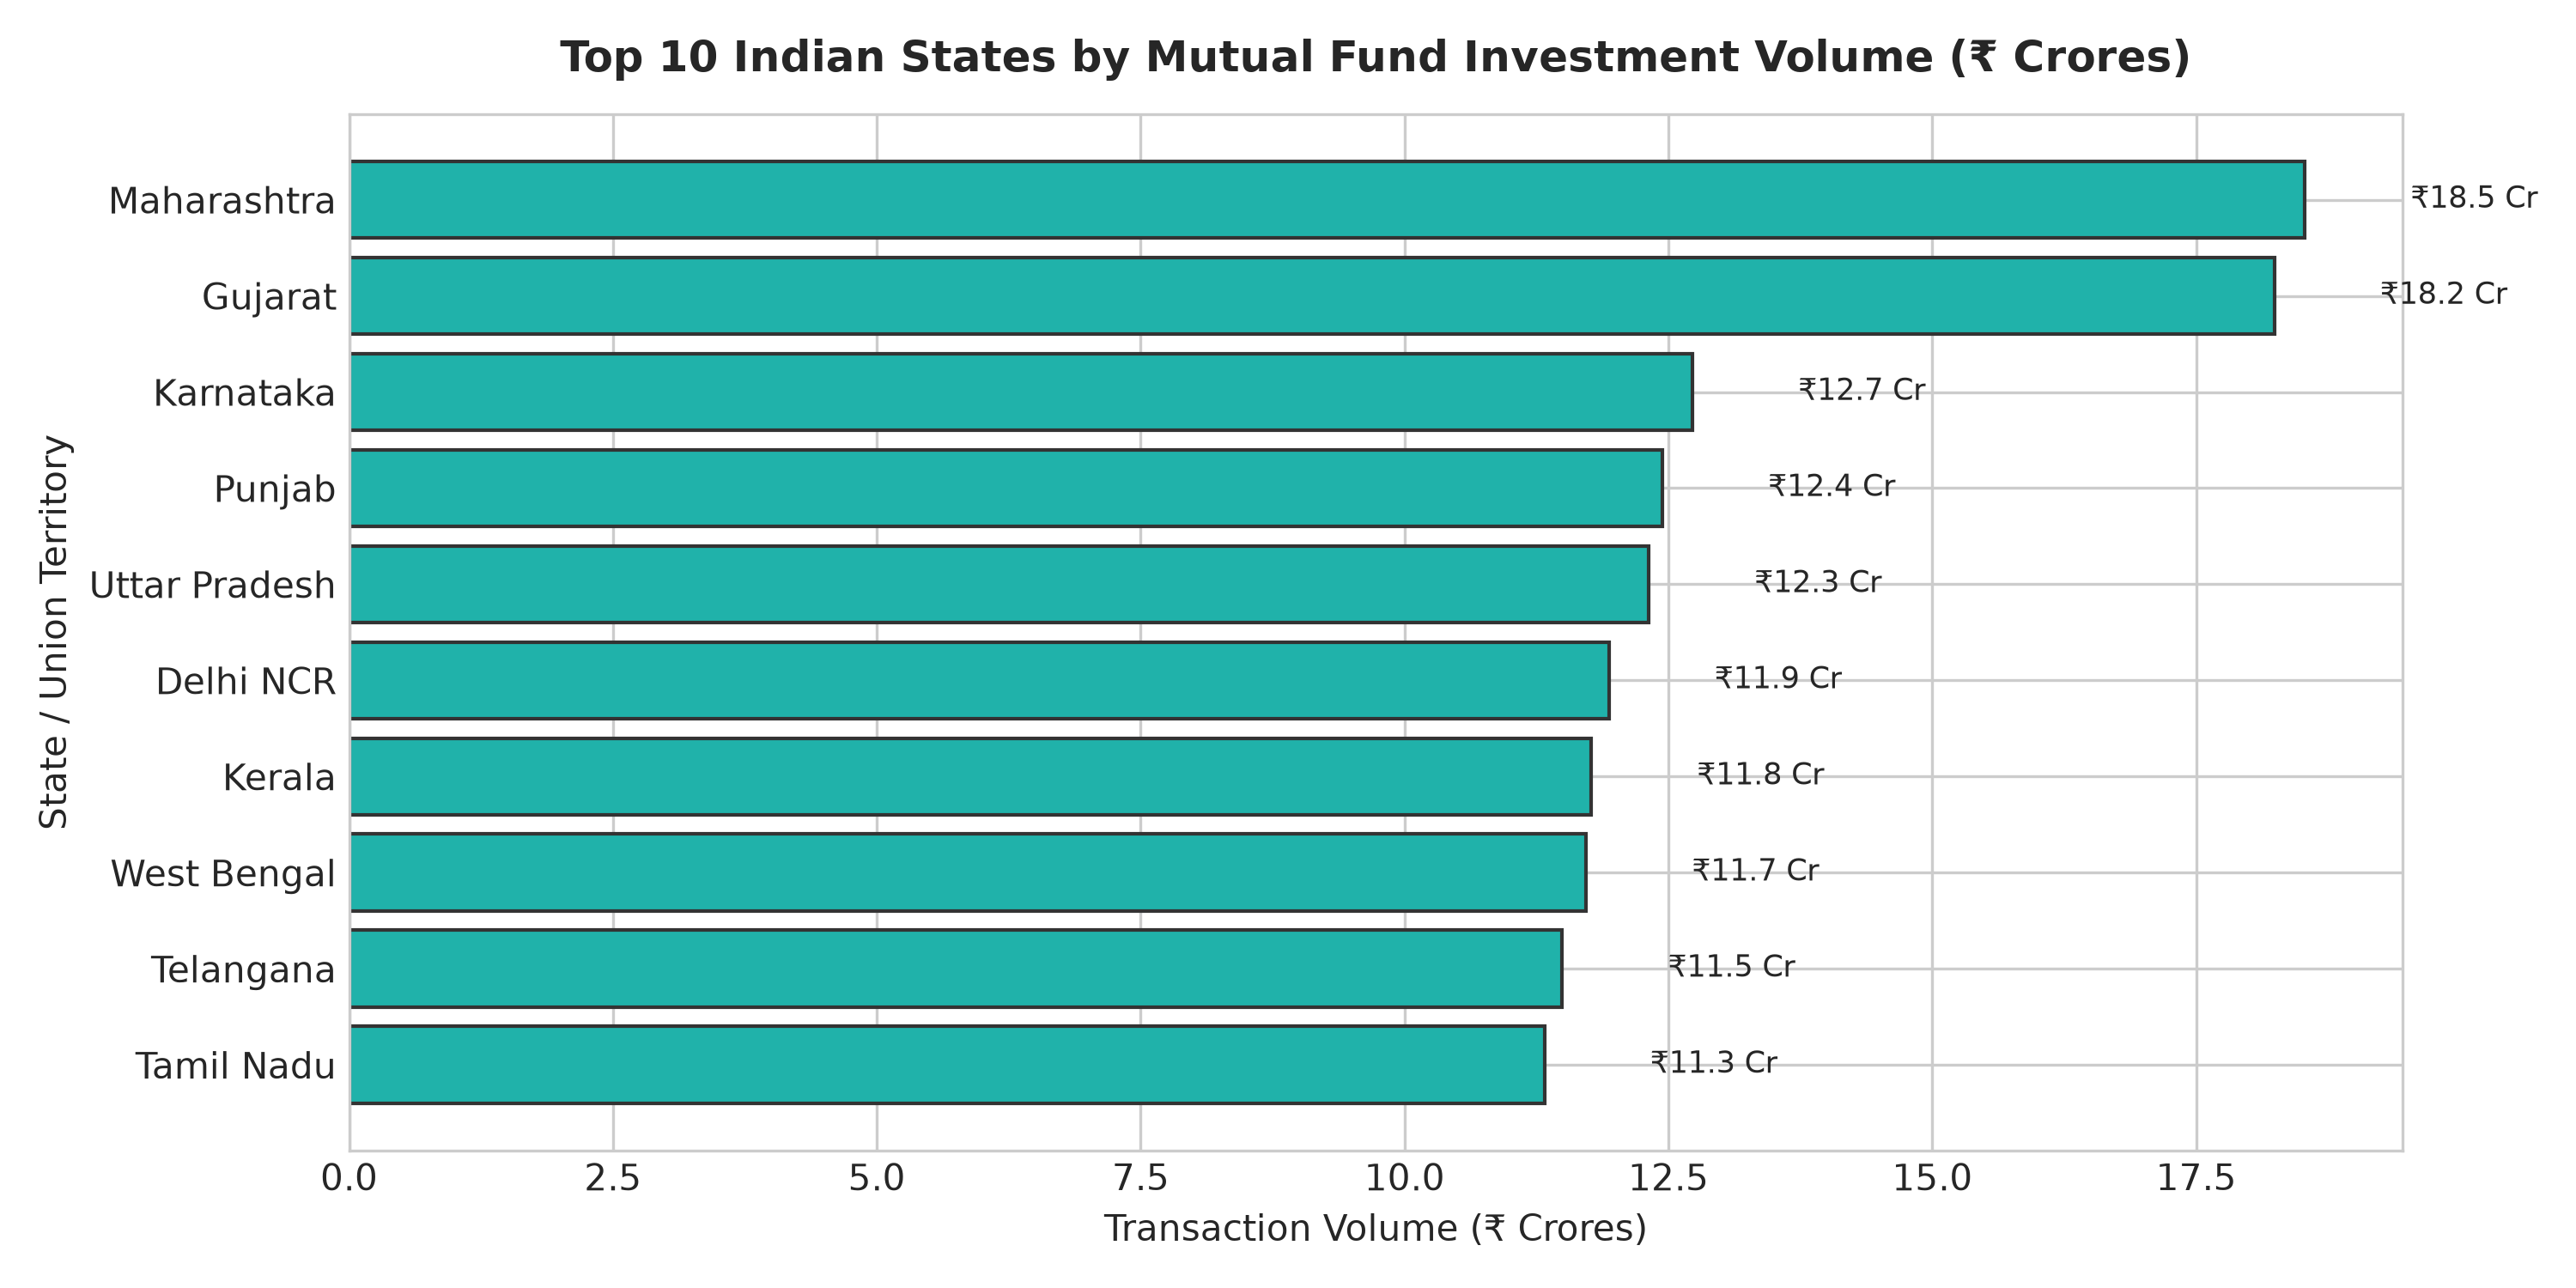 Top 10 Indian States by Mutual Fund Investment Volume (₹ Crores)
State / Union Territory
Maharashtra ₹18.5 Cr
Gujarat ₹18.2 Cr
Karnataka ₹12.7 Cr
Punjab ₹12.4 Cr
Uttar Pradesh ₹12.3 Cr
Delhi NCR ₹11.9 Cr
Kerala ₹11.8 Cr
West Bengal ₹11.7 Cr
Telangana ₹11.5 Cr
Tamil Nadu ₹11.3 Cr
0.0 2.5 5.0 7.5 10.0 12.5 15.0 17.5
Transaction Volume (₹ Crores)